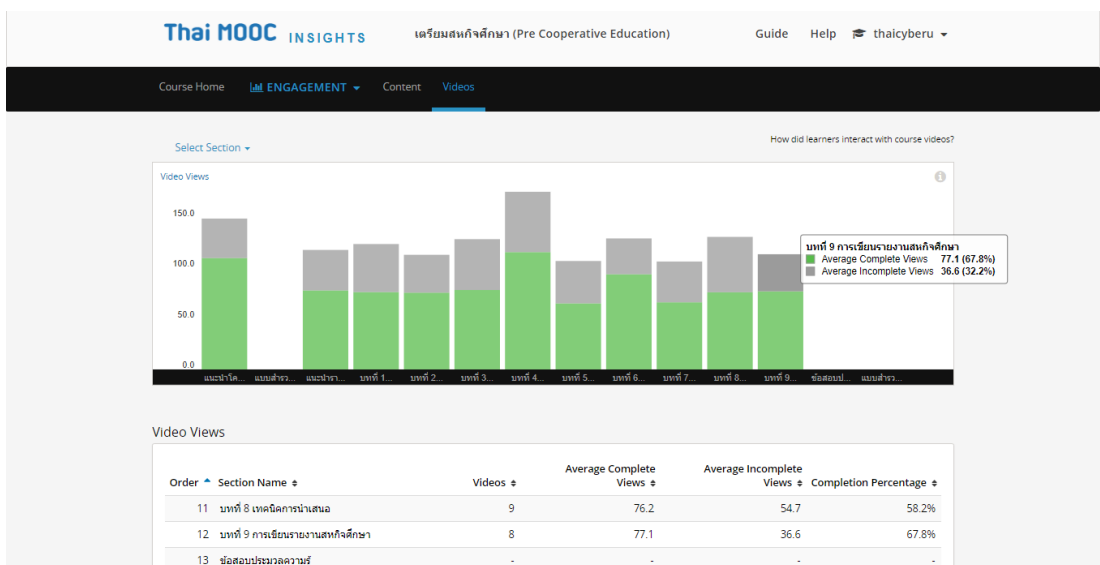 Thai MOOC INSIGHTS เตรียมสหกิจศึกษา (Pre Cooperative Education) Guide Help thaicyberu
Course Home ENGAGEMENT Content Videos
How did learners interact with course videos?
Select Section
Video Views
150.0
100.0
50.0
0.0
บทที่ 9 การเขียนรายงานสหกิจศึกษา
Average Complete Views 77.1 (67.8%)
Average Incomplete Views 36.6 (32.2%)
แนะนำโค... แบบสำรว... แนะนำรา... บทที่ 1... บทที่ 2... บทที่ 3... บทที่ 4... บทที่ 5... บทที่ 6... บทที่ 7... บทที่ 8... บทที่ 9... ข้อสอบป... แบบสำรว...
Video Views
Order Section Name Videos Average Complete Views Average Incomplete Views Completion Percentage
11 บทที่ 8 เทคนิคการนำเสนอ 9 76.2 54.7 58.2%
12 บทที่ 9 การเขียนรายงานสหกิจศึกษา 8 77.1 36.6 67.8%
13 ข้อสอบประมวลความรู้ - - -